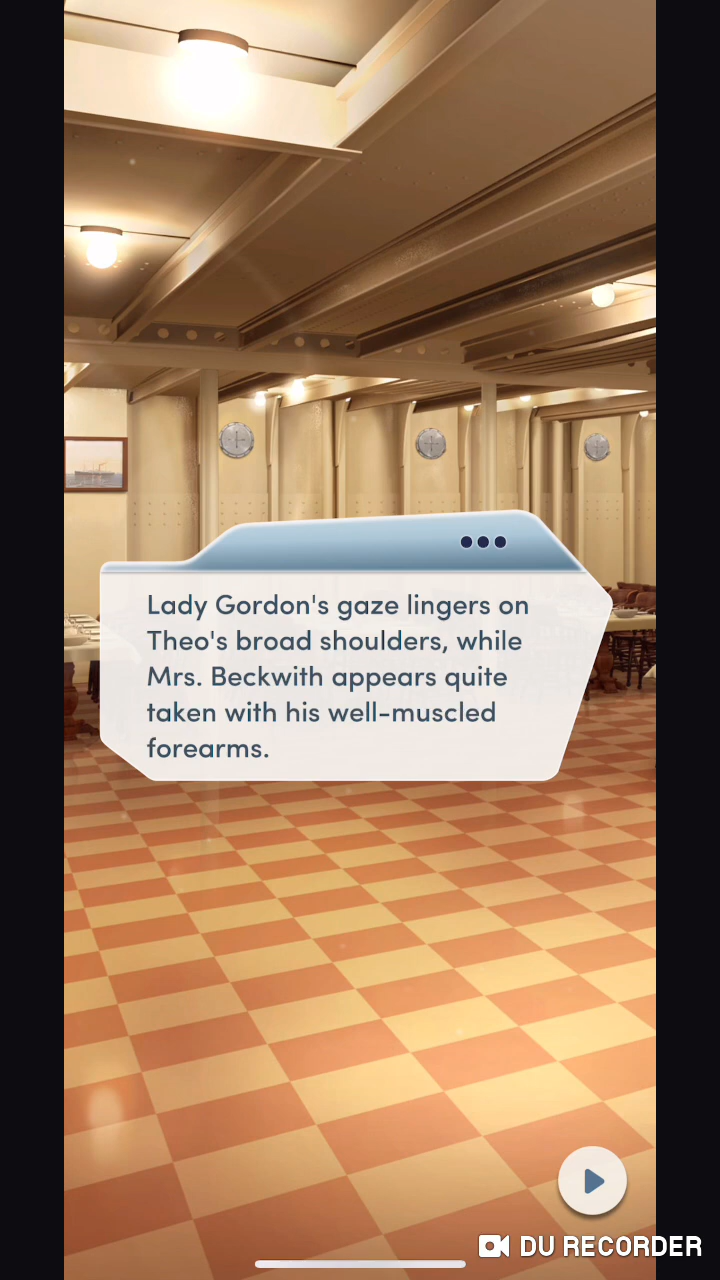 Lady Gordon's gaze lingers on
Theo's broad shoulders, while
Mrs. Beckwith appears quite
taken with his well-muscled
forearms.
DU RECORDER